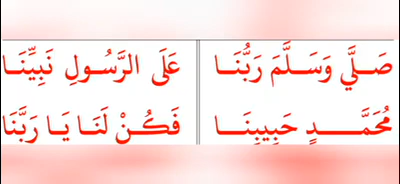 صَلَّي وَسَلَّمَ رَبُّنَا عَلَى الرَّسُولِ نَبِيِّنَا
مُحَمَّدٍ حَبِيبِنَا فَكُنْ لَنَا يَا رَبَّنَا